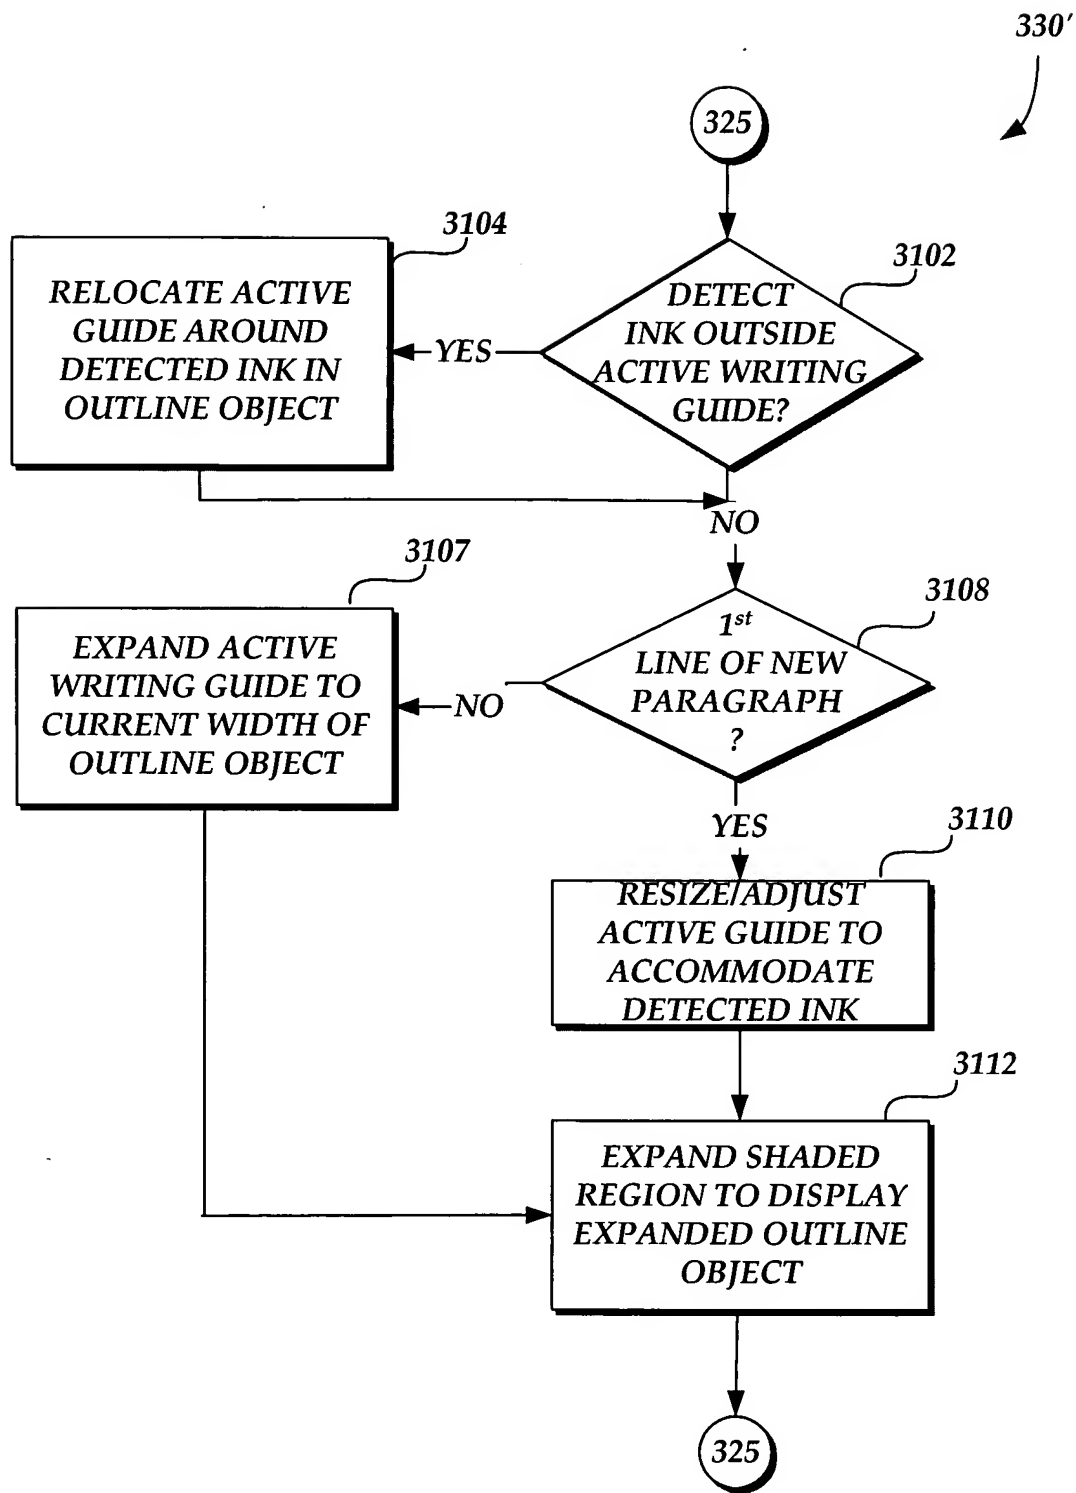 330'
325
3104
3102
RELOCATE ACTIVE
GUIDE AROUND
DETECTED INK IN
OUTLINE OBJECT
YES
DETECT
INK OUTSIDE
ACTIVE WRITING
GUIDE?
NO
3107
3108
EXPAND ACTIVE
WRITING GUIDE TO
CURRENT WIDTH OF
OUTLINE OBJECT
NO
1st
LINE OF NEW
PARAGRAPH
?
YES
3110
RESIZE/ADJUST
ACTIVE GUIDE TO
ACCOMMODATE
DETECTED INK
3112
EXPAND SHADED
REGION TO DISPLAY
EXPANDED OUTLINE
OBJECT
325